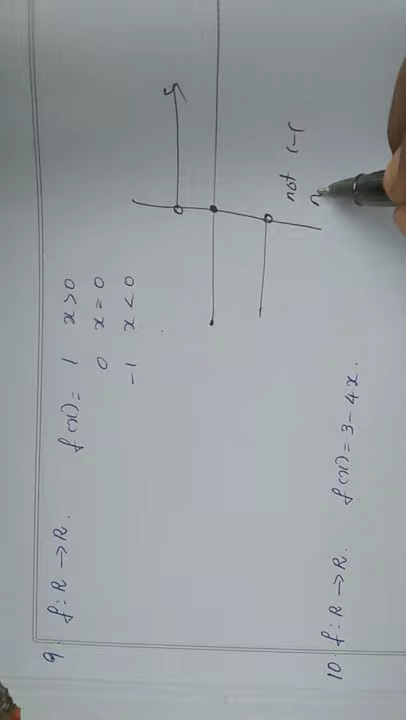 9. f: R → R. f(x) = 1 x > 0
0 x = 0
-1 x < 0
not 1-1
10. f: R → R. f(x) = 3 - 4x.